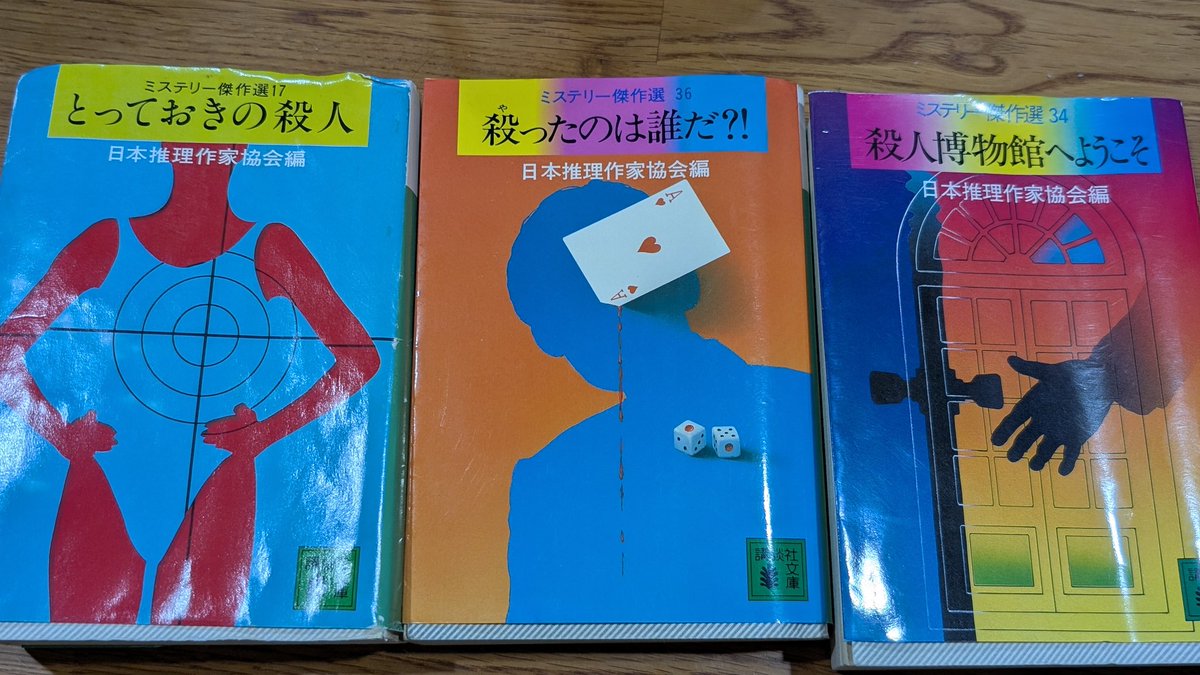 ミステリー傑作選17
とっておきの殺人
日本推理作家協会編
庫
ミステリー傑作選 36
や
殺ったのは誰だ?!
日本推理作家協会編
A
A
講談社
文庫
ミステリー傑作選 34
殺人博物館へようこそ
日本推理作家協会編